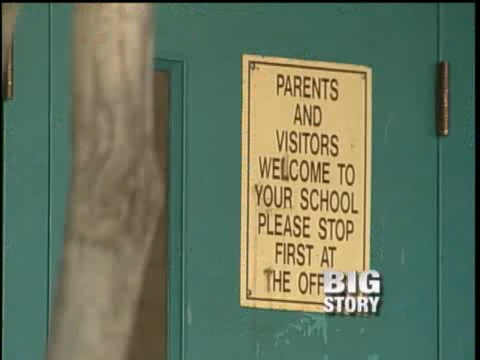 PARENTS
AND
VISITORS
WELCOME TO
YOUR SCHOOL
PLEASE STOP
FIRST AT
THE
BIG
STORY